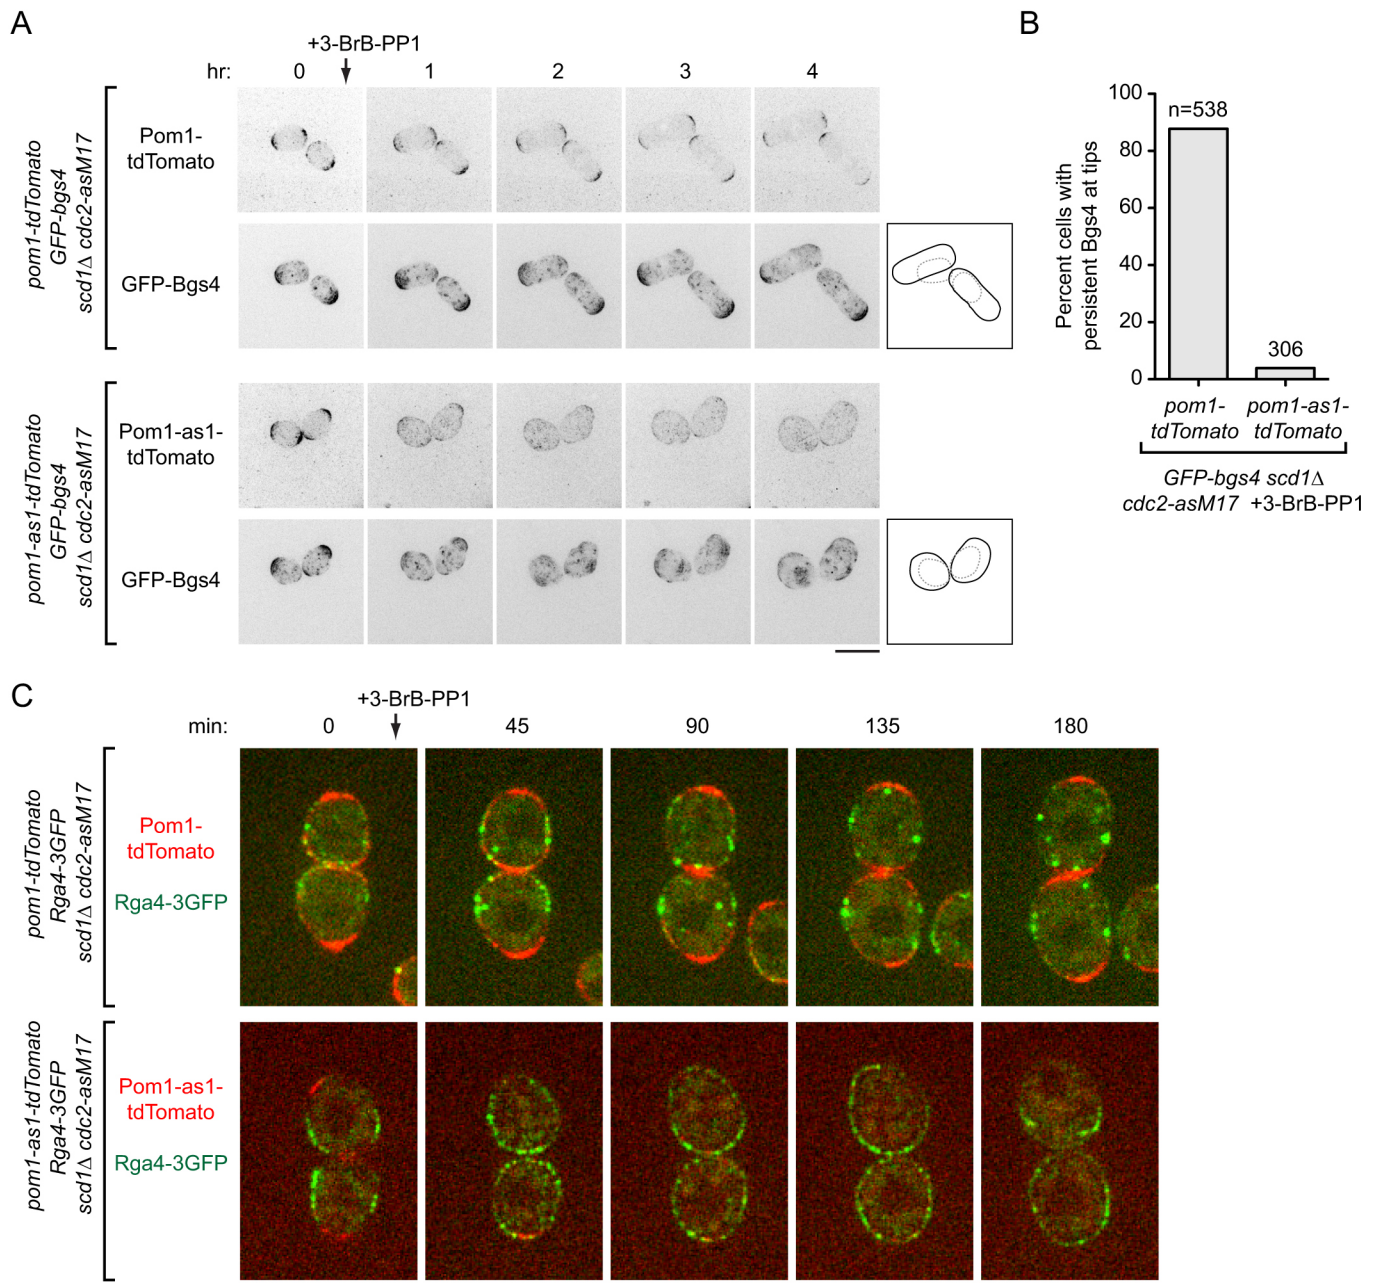 A
+3-BrB-PP1
hr: 0 1 2 3 4
pom1-tdTomato
GFP-bgs4
scd1Δ cdc2-asM17
Pom1-
tdTomato
GFP-Bgs4
pom1-as1-tdTomato
GFP-bgs4
scd1Δ cdc2-asM17
Pom1-as1-
tdTomato
GFP-Bgs4
B
Percent cells with
persistent Bgs4 at tips
100
80
60
40
20
0
n=538
306
pom1-
tdTomato
pom1-as1-
tdTomato
GFP-bgs4 scd1Δ
cdc2-asM17 +3-BrB-PP1
C
+3-BrB-PP1
min: 0 45 90 135 180
pom1-tdTomato
Rga4-3GFP
scd1Δ cdc2-asM17
Pom1-
tdTomato
Rga4-3GFP
pom1-as1-tdTomato
Rga4-3GFP
scd1Δ cdc2-asM17
Pom1-as1-
tdTomato
Rga4-3GFP